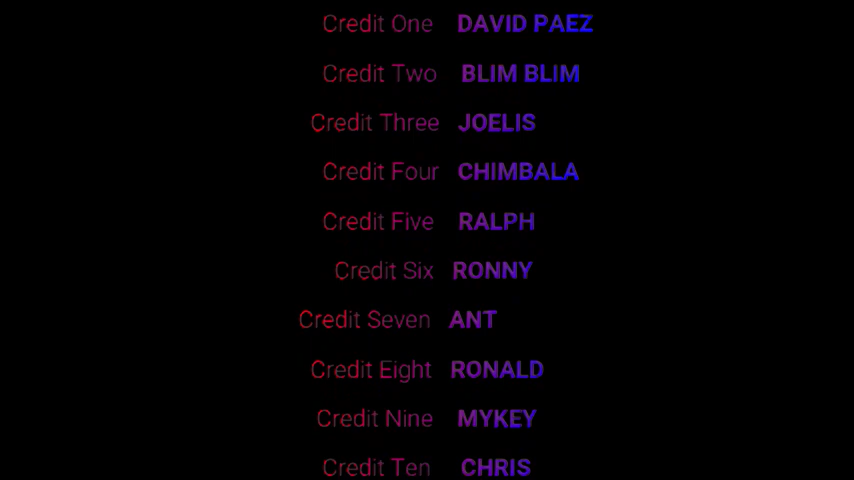 Credit One DAVID PAEZ
Credit Two BLIM BLIM
Credit Three JOELIS
Credit Four CHIMBALA
Credit Five RALPH
Credit Six RONNY
Credit Seven ANT
Credit Eight RONALD
Credit Nine MYKEY
Credit Ten CHRIS